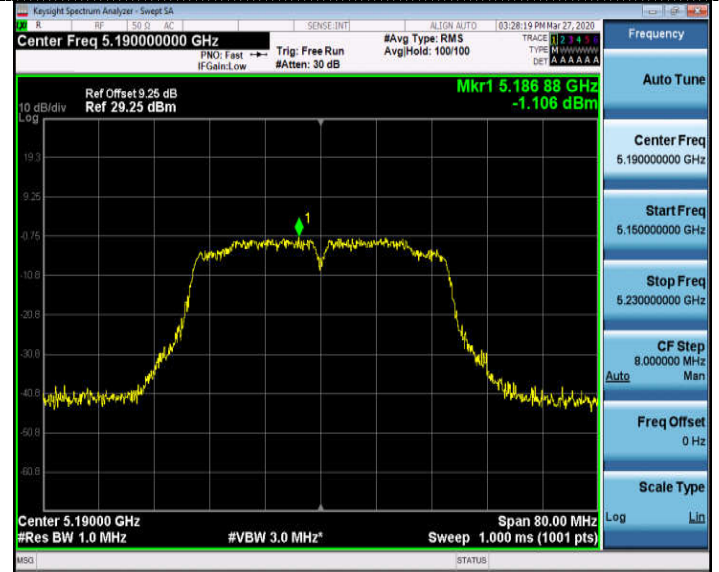 Keysight Spectrum Analyzer - Swept SA
R RF 50 Ω AC SENSE:INT ALIGN AUTO 03:28:19 PM Mar 27, 2020
Center Freq 5.190000000 GHz
PNO: Fast
IFGain:Low
Trig: Free Run
#Atten: 30 dB
#Avg Type: RMS
Avg|Hold: 100/100
TRACE 1 2 3 4 5 6
TYPE M WWWWW
DET A A A A A A
Ref Offset 9.25 dB
Ref 29.25 dBm
10 dB/div
Log
Mkr1 5.186 88 GHz
-1.106 dBm
19.3
9.25
-0.75
-10.8
-20.8
-30.8
-40.8
-50.8
-60.8
1
Center 5.19000 GHz
Span 80.00 MHz
#Res BW 1.0 MHz
#VBW 3.0 MHz*
Sweep 1.000 ms (1001 pts)
MSG
STATUS
Frequency
Auto Tune
Center Freq
5.190000000 GHz
Start Freq
5.150000000 GHz
Stop Freq
5.230000000 GHz
CF Step
8.000000 MHz
Auto Man
Freq Offset
0 Hz
Scale Type
Log Lin